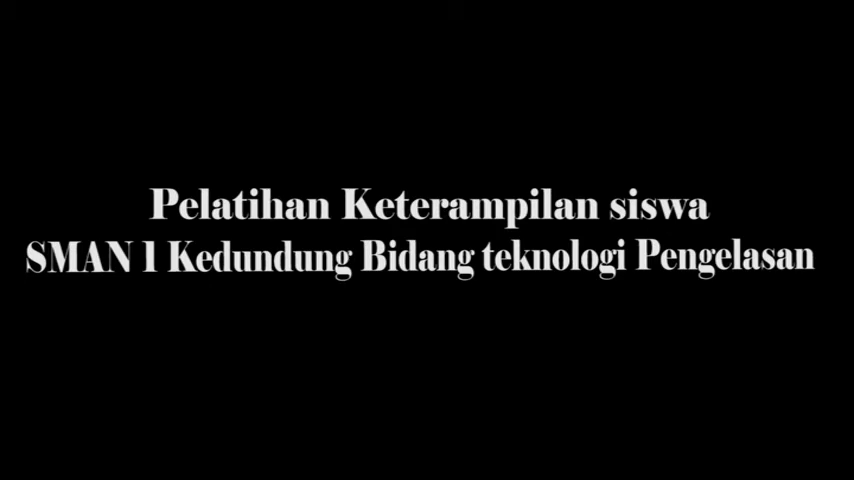 Pelatihan Keterampilan siswa
SMAN 1 Kedundung Bidang teknologi Pengelasan